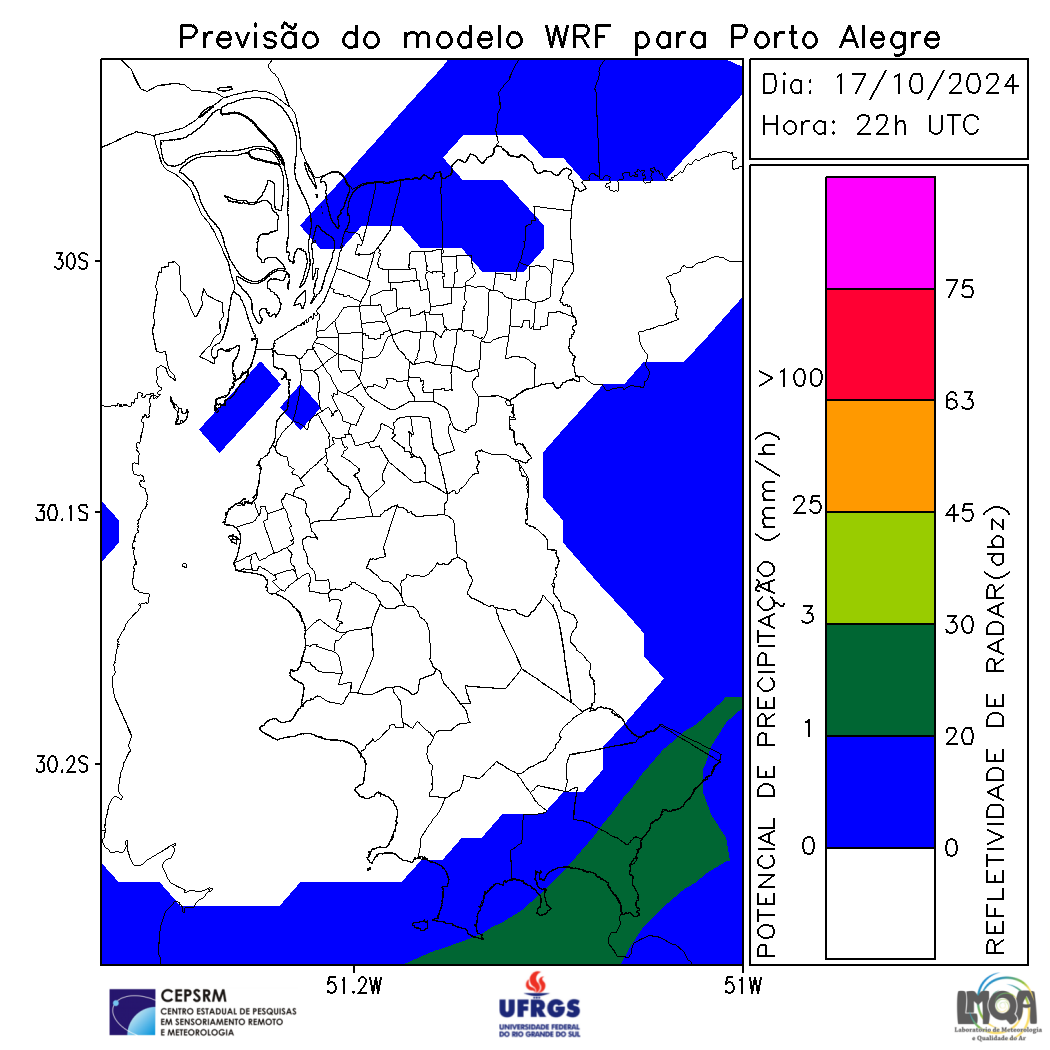 Previsão do modelo WRF para Porto Alegre
Dia: 17/10/2024
Hora: 22h UTC
30S
30.1S
30.2S
51.2W
51W
POTENCIAL DE PRECIPITAÇÃO (mm/h)
>100
25
3
1
0
75
63
45
30
20
0
REFLETIVIDADE DE RADAR(dbz)
CEPSRM
CENTRO ESTADUAL DE PESQUISAS
EM SENSORIAMENTO REMOTO
E METEOROLOGIA
UFRGS
UNIVERSIDADE FEDERAL
DO RIO GRANDE DO SUL
LMQA
Laboratório de Meteorologia
e Qualidade do Ar